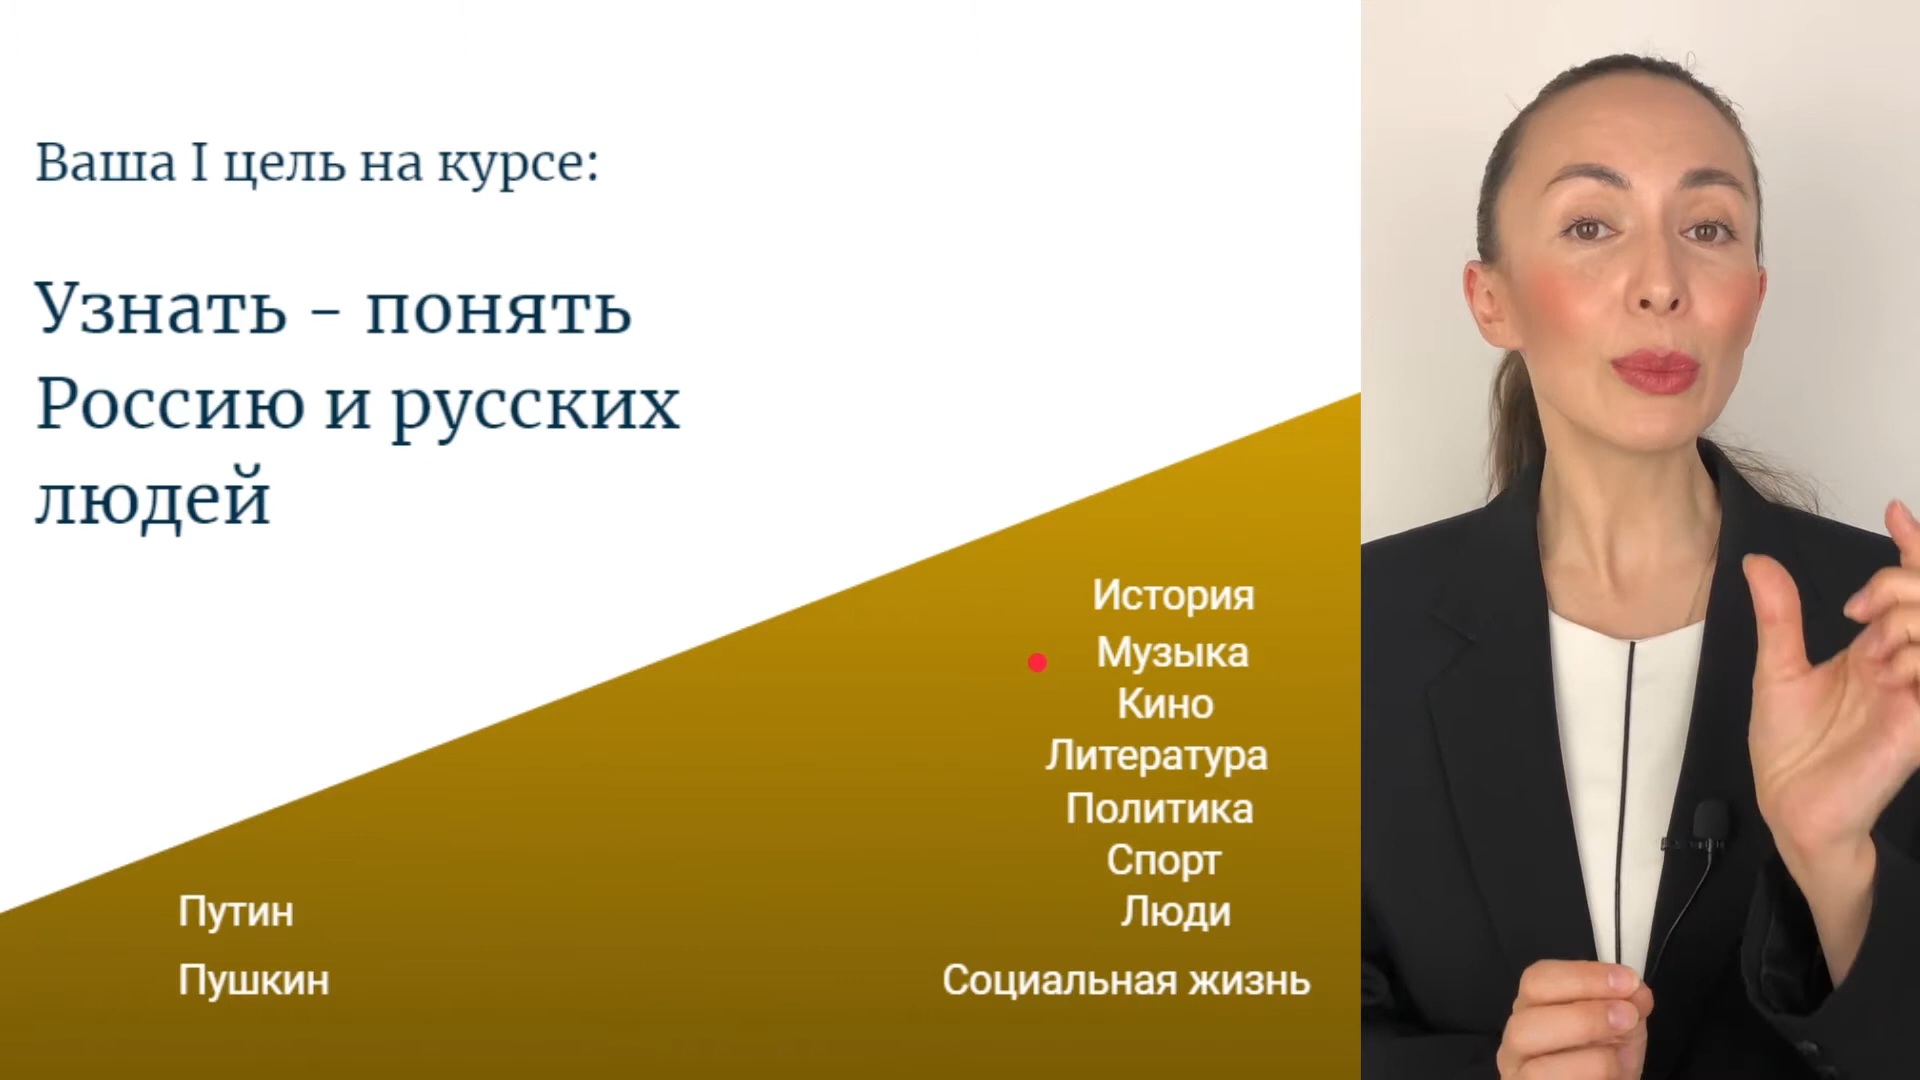 Ваша I цель на курсе:
Узнать - понять
Россию и русских
людей
История
Музыка
Кино
Литература
Политика
Спорт
Люди
Социальная жизнь
Путин
Пушкин